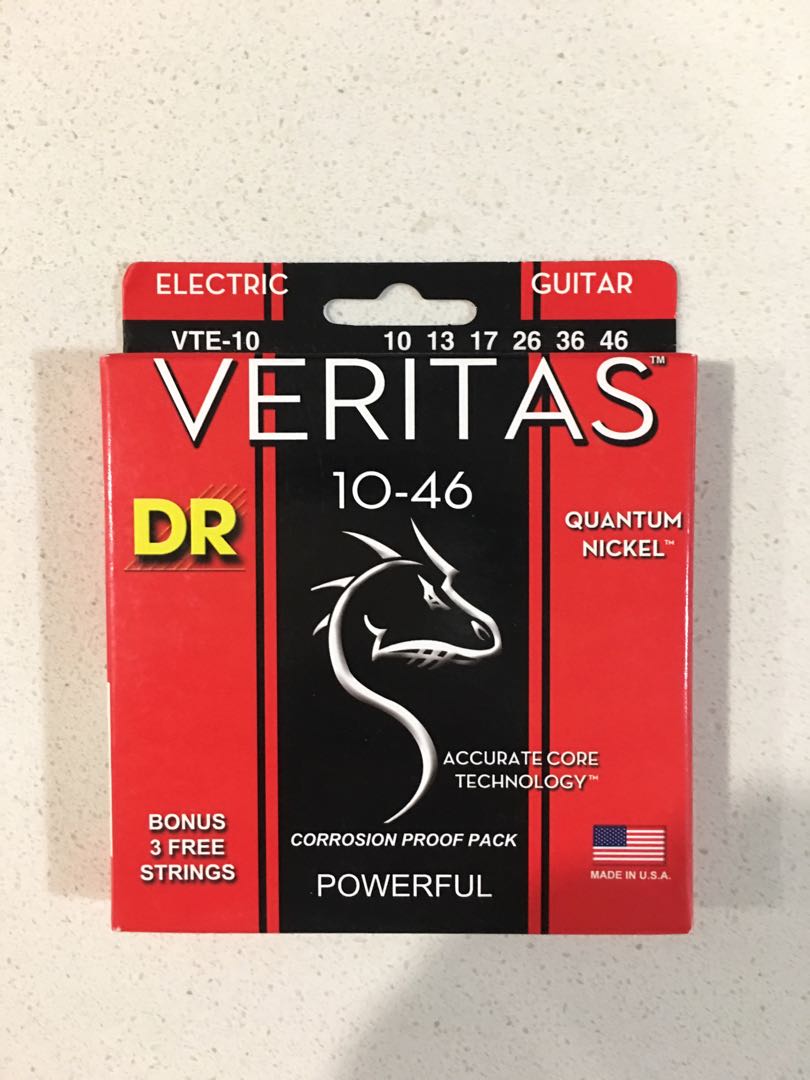 ELECTRIC GUITAR
VTE-10 10 13 17 26 36 46
VERITAS™
10-46
DR
QUANTUM
NICKEL™
ACCURATE CORE
TECHNOLOGY™
BONUS
3 FREE
STRINGS
CORROSION PROOF PACK
POWERFUL
MADE IN U.S.A.